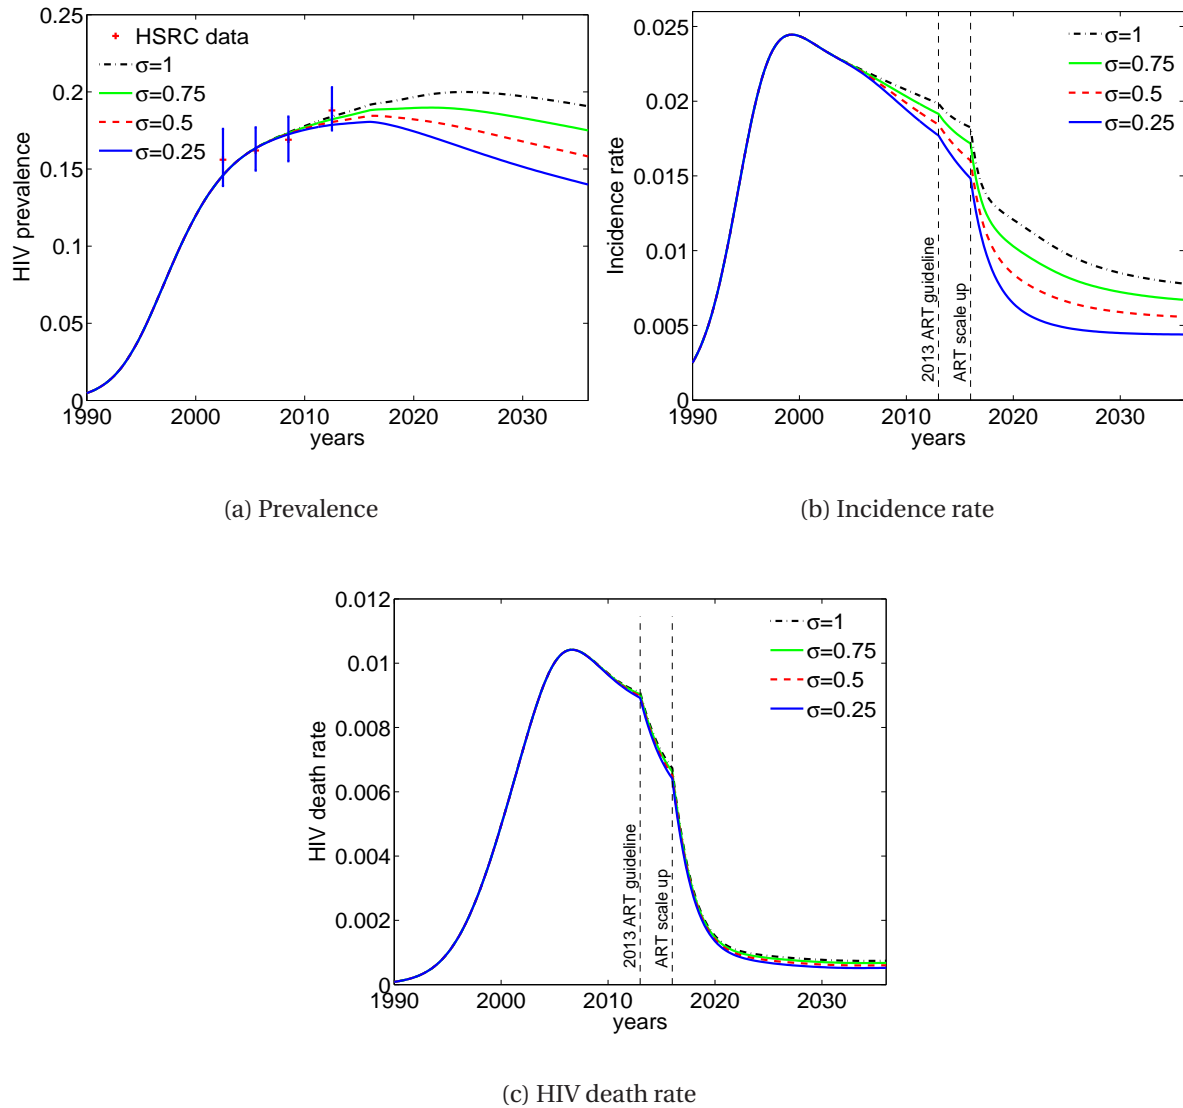 0.25
0.2
0.15
0.1
0.05
0
HIV prevalence
HSRC data
σ=1
σ=0.75
σ=0.5
σ=0.25
1990 2000 2010 2020 2030
years
(a) Prevalence
0.025
0.02
0.015
0.01
0.005
0
Incidence rate
σ=1
σ=0.75
σ=0.5
σ=0.25
2013 ART guideline
ART scale up
1990 2000 2010 2020 2030
years
(b) Incidence rate
0.012
0.01
0.008
0.006
0.004
0.002
0
HIV death rate
σ=1
σ=0.75
σ=0.5
σ=0.25
2013 ART guideline
ART scale up
1990 2000 2010 2020 2030
years
(c) HIV death rate